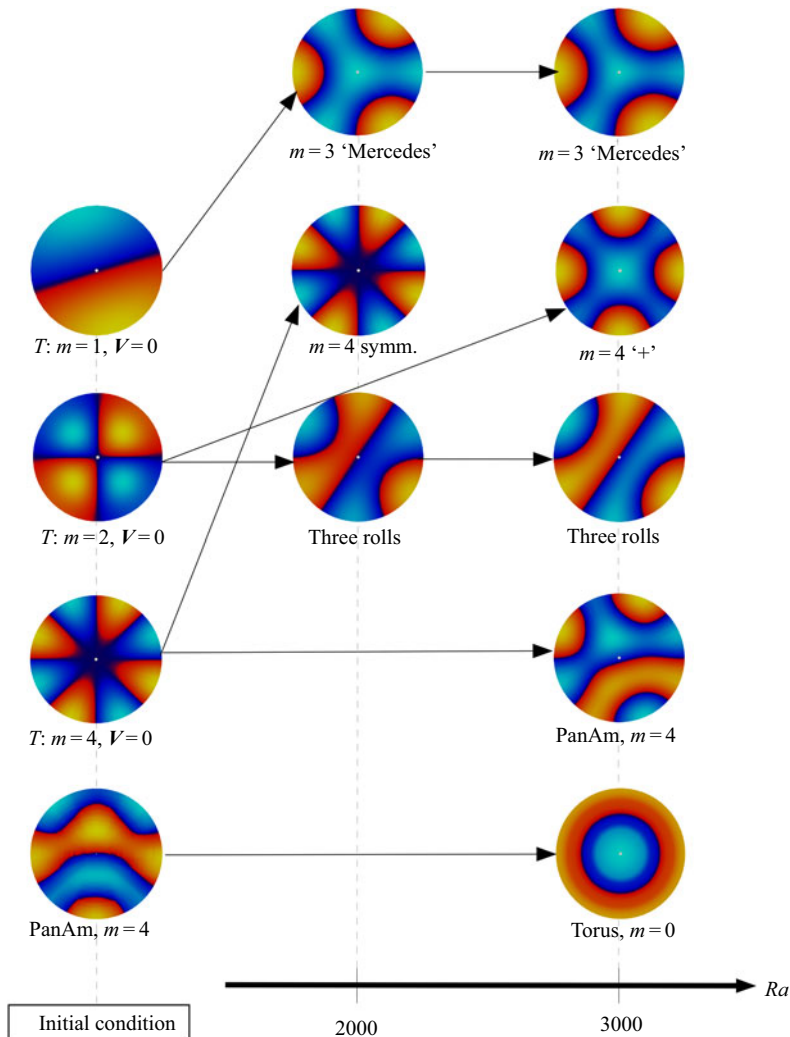 m = 3 ‘Mercedes’
m = 3 ‘Mercedes’
T: m = 1, V = 0
m = 4 symm.
m = 4 ‘+’
T: m = 2, V = 0
Three rolls
Three rolls
T: m = 4, V = 0
PanAm, m = 4
PanAm, m = 4
Torus, m = 0
Ra
Initial condition
2000
3000